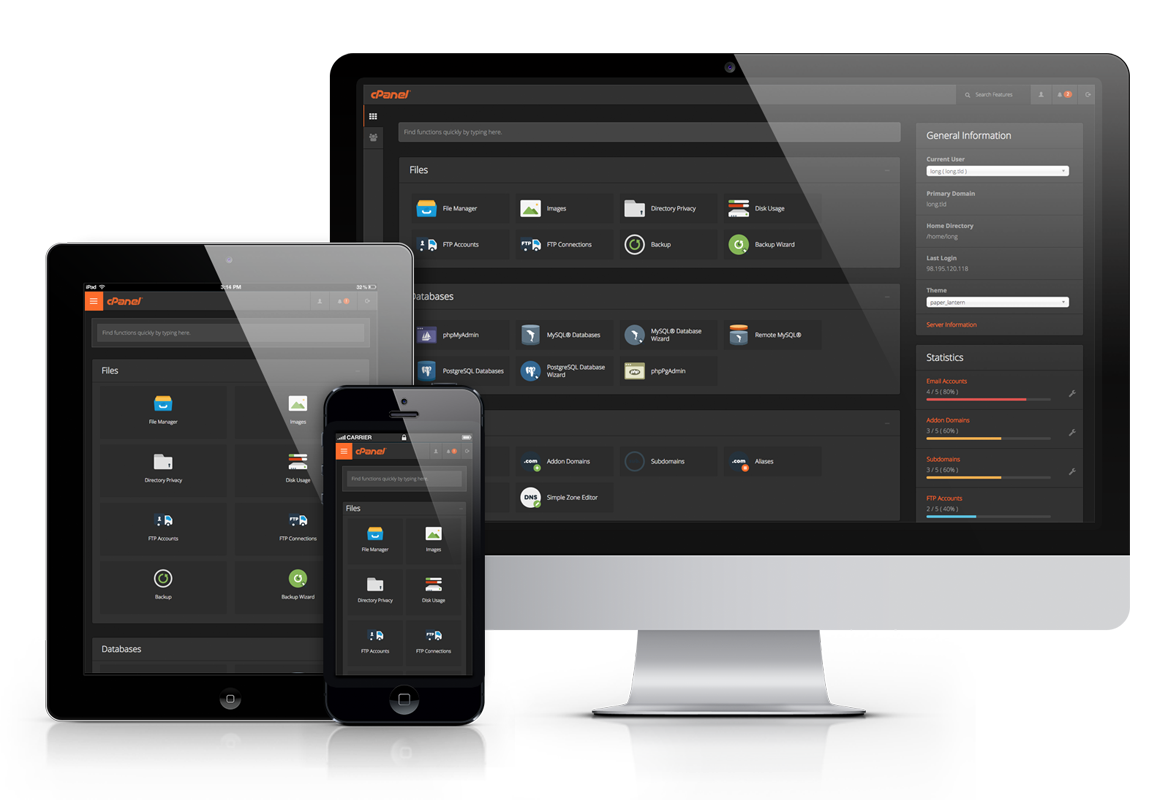 cPanel
Search Features
3
Find functions quickly by typing here.
Files
File Manager
Images
Directory Privacy
Disk Usage
FTP Accounts
FTP Connections
Backup
Backup Wizard
Databases
phpMyAdmin
MySQL® Databases
MySQL® Database
Wizard
Remote MySQL®
PostgreSQL Databases
PostgreSQL Database
Wizard
phpPgAdmin
.com
Addon Domains
Subdomains
.com
Aliases
DNS
Simple Zone Editor
General Information
Current User
long ( long.tld )
Primary Domain
long.tld
Home Directory
/home/long
Last Login
98.195.120.118
Theme
paper_lantern
Server Information
Statistics
Email Accounts
4 / 5 ( 80% )
Addon Domains
3 / 5 ( 60% )
Subdomains
3 / 5 ( 60% )
FTP Accounts
2 / 5 ( 40% )
iPad
3:14 PM
32%
cPanel
Find functions quickly by typing here.
Files
File Manager
Images
Directory Privacy
Disk Usage
FTP Accounts
FTP Connections
Backup
Backup Wizard
Databases
CARRIER
cPanel
Find functions quickly by typing here.
Files
File Manager
Images
Directory Privacy
Disk Usage
FTP Accounts
FTP Connections